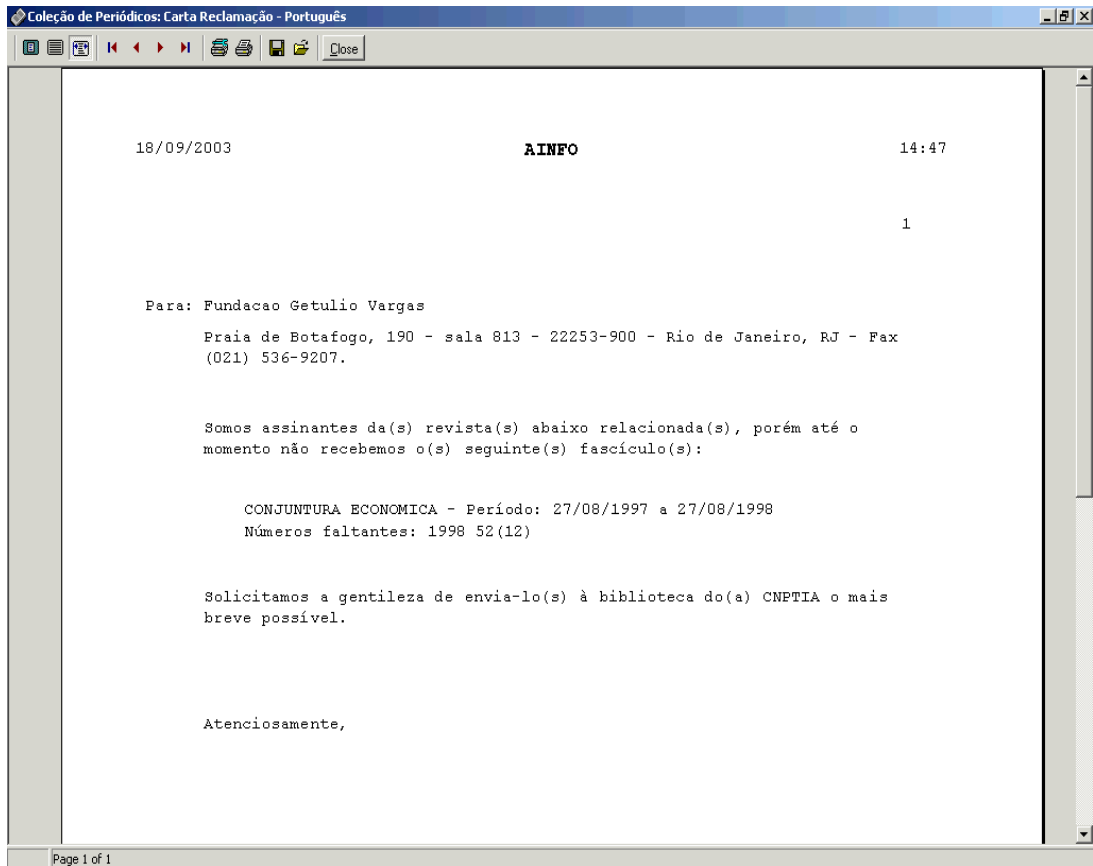 Coleção de Periódicos: Carta Reclamação - Português
Close
18/09/2003 AINFO 14:47
1
Para: Fundacao Getulio Vargas
Praia de Botafogo, 190 - sala 813 - 22253-900 - Rio de Janeiro, RJ - Fax
(021) 536-9207.
Somos assinantes da(s) revista(s) abaixo relacionada(s), porém até o
momento não recebemos o(s) seguinte(s) fascículo(s):
CONJUNTURA ECONOMICA - Período: 27/08/1997 a 27/08/1998
Números faltantes: 1998 52(12)
Solicitamos a gentileza de envia-lo(s) à biblioteca do(a) CNPTIA o mais
breve possível.
Atenciosamente,
Page 1 of 1